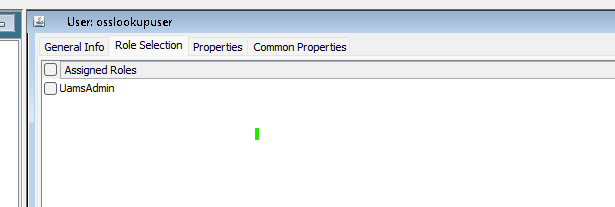 User: osslookupuser
General Info Role Selection Properties Common Properties
Assigned Roles
UamsAdmin